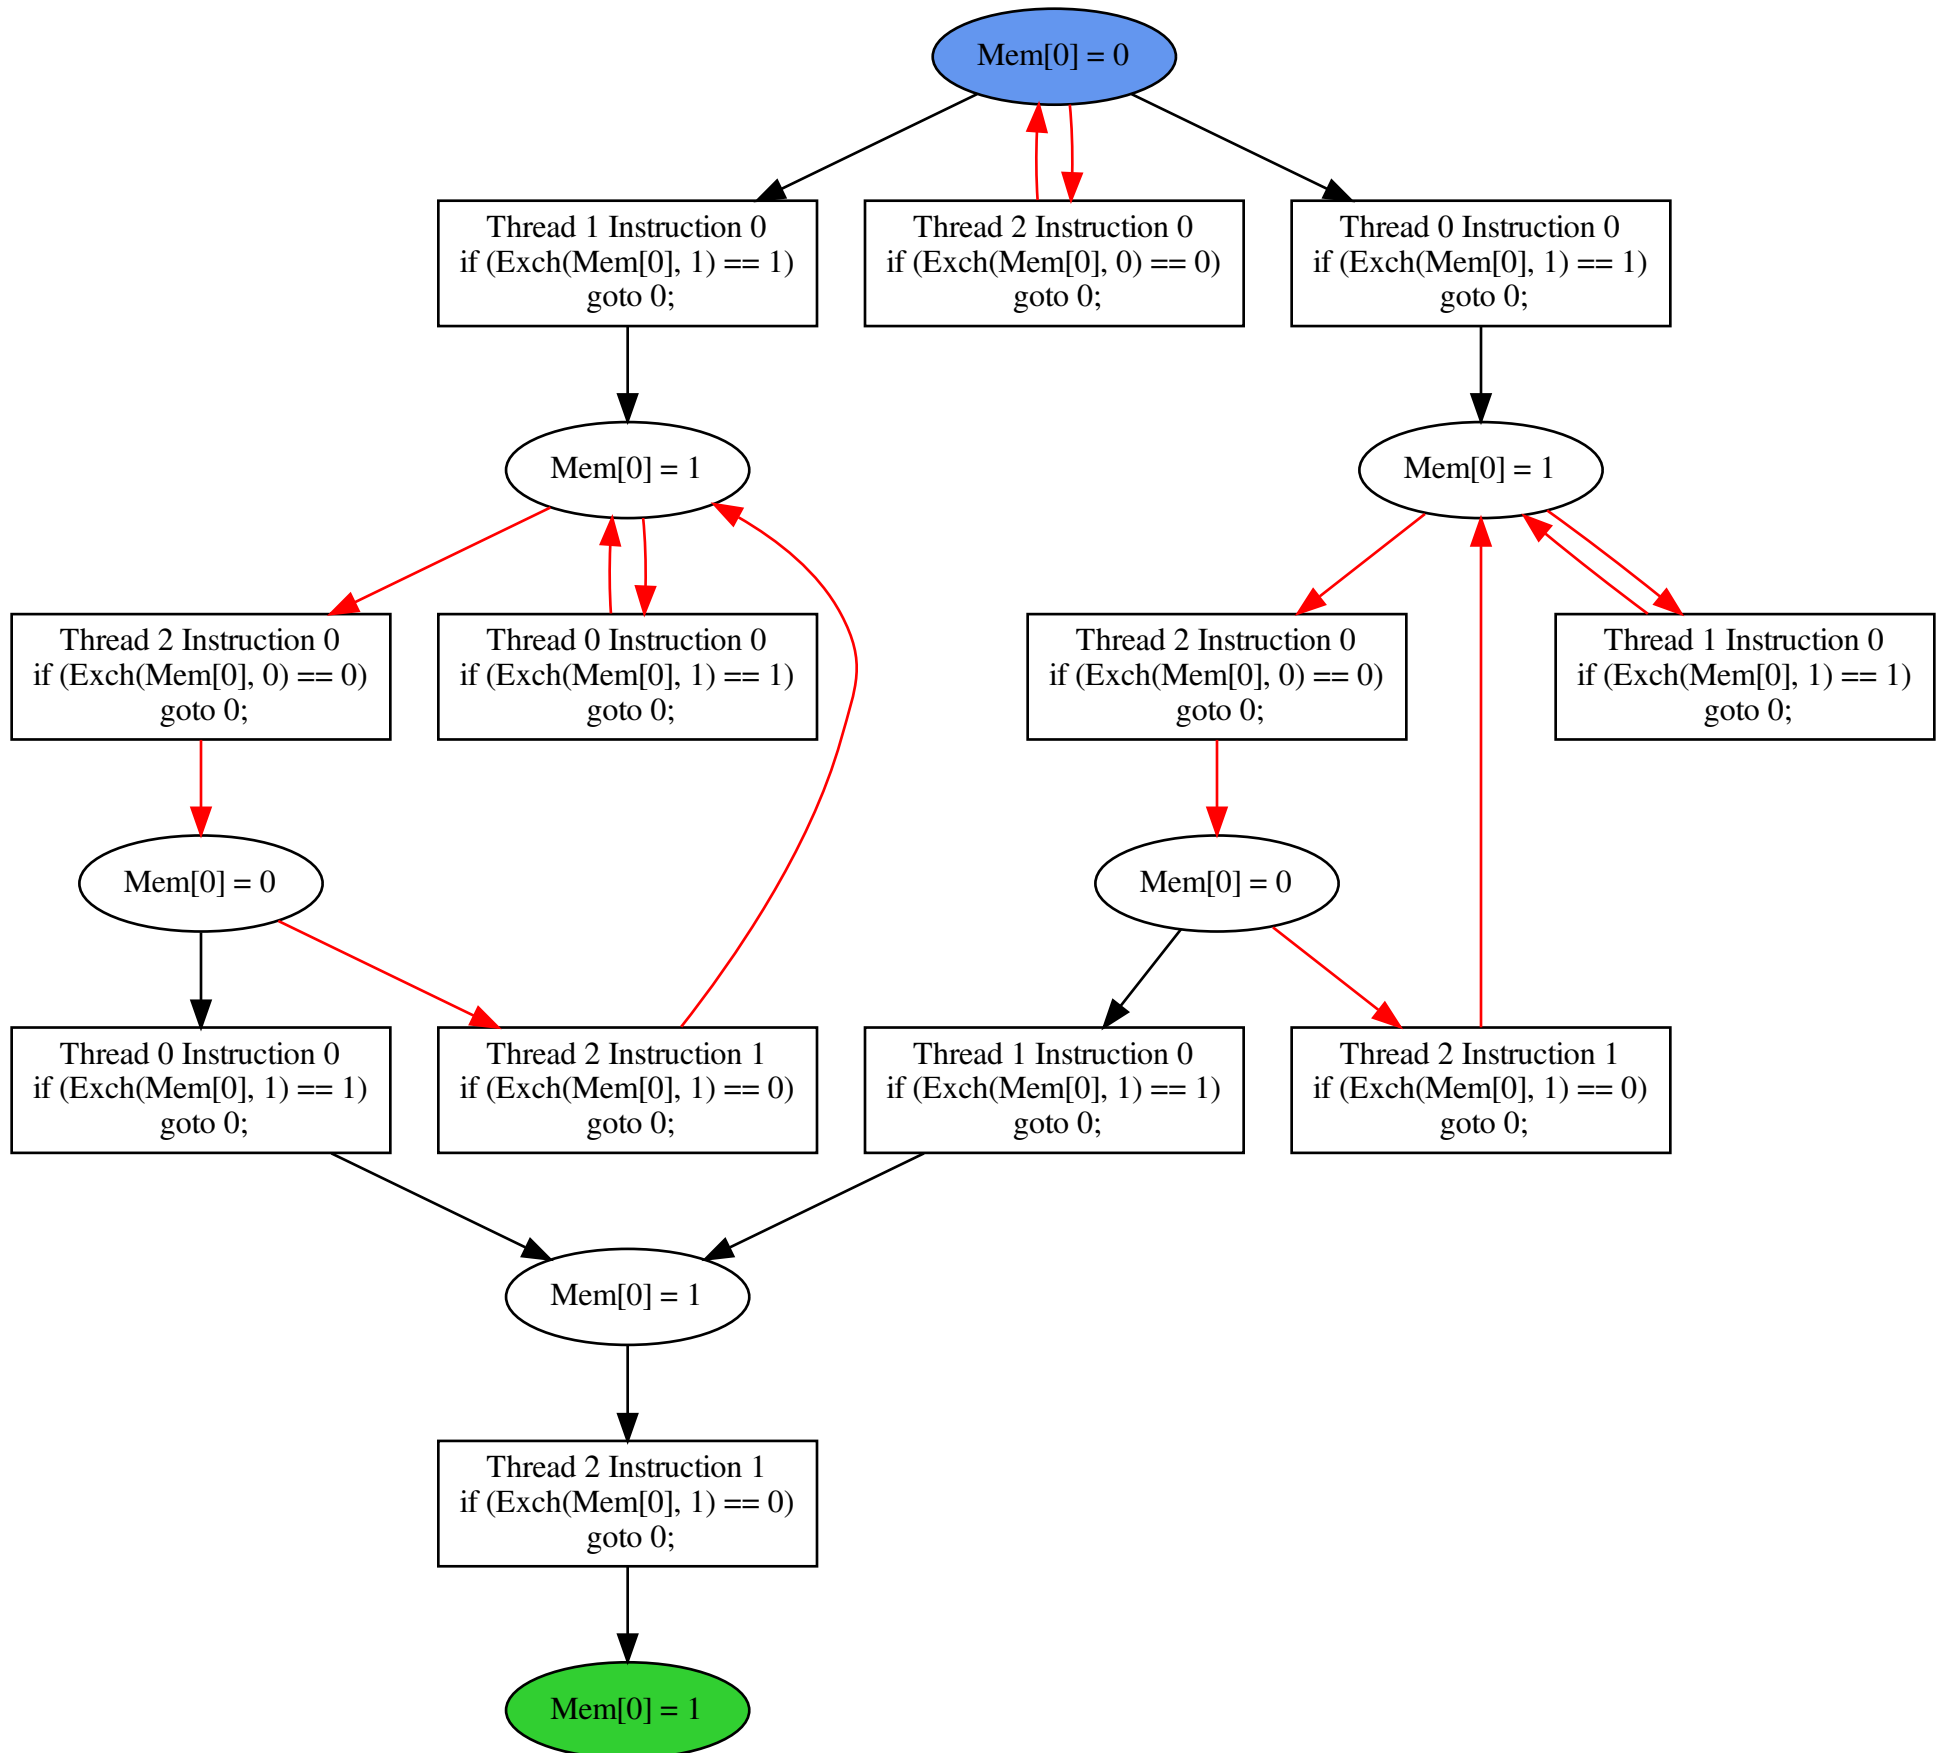 Mem[0] = 0
Thread 1 Instruction 0
if (Exch(Mem[0], 1) == 1)
goto 0;
Thread 2 Instruction 0
if (Exch(Mem[0], 0) == 0)
goto 0;
Thread 0 Instruction 0
if (Exch(Mem[0], 1) == 1)
goto 0;
Mem[0] = 1
Mem[0] = 1
Thread 2 Instruction 0
if (Exch(Mem[0], 0) == 0)
goto 0;
Thread 0 Instruction 0
if (Exch(Mem[0], 1) == 1)
goto 0;
Thread 2 Instruction 0
if (Exch(Mem[0], 0) == 0)
goto 0;
Thread 1 Instruction 0
if (Exch(Mem[0], 1) == 1)
goto 0;
Mem[0] = 0
Mem[0] = 0
Thread 0 Instruction 0
if (Exch(Mem[0], 1) == 1)
goto 0;
Thread 2 Instruction 1
if (Exch(Mem[0], 1) == 0)
goto 0;
Thread 1 Instruction 0
if (Exch(Mem[0], 1) == 1)
goto 0;
Thread 2 Instruction 1
if (Exch(Mem[0], 1) == 0)
goto 0;
Mem[0] = 1
Thread 2 Instruction 1
if (Exch(Mem[0], 1) == 0)
goto 0;
Mem[0] = 1